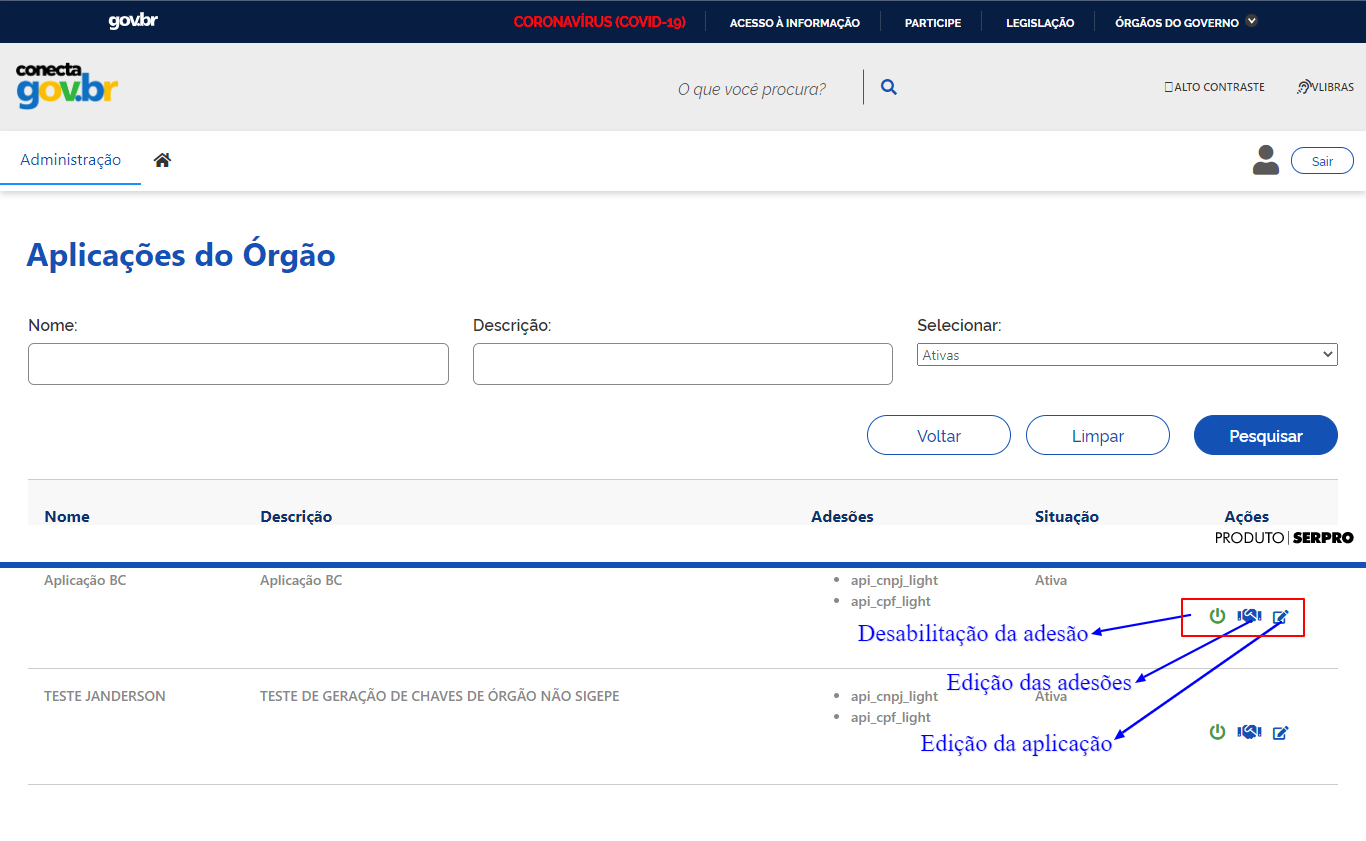 gov.br
CORONAVÍRUS (COVID-19)
ACESSO À INFORMAÇÃO
PARTICIPE
LEGISLAÇÃO
ÓRGÃOS DO GOVERNO
conecta
gov.br
O que você procura?
ALTO CONTRASTE
VLIBRAS
Administração
Sair
Aplicações do Órgão
Nome:
Descrição:
Selecionar:
Ativas
Voltar
Limpar
Pesquisar
Nome Descrição Adesões Situação Ações
PRODUTO | SERPRO
Aplicação BC Aplicação BC api_cnpj_light Ativa
api_cpf_light
Desabilitação da adesão
Edição das adesões
TESTE JANDERSON TESTE DE GERAÇÃO DE CHAVES DE ÓRGÃO NÃO SIGEPE api_cnpj_light Ativa
api_cpf_light
Edição da aplicação